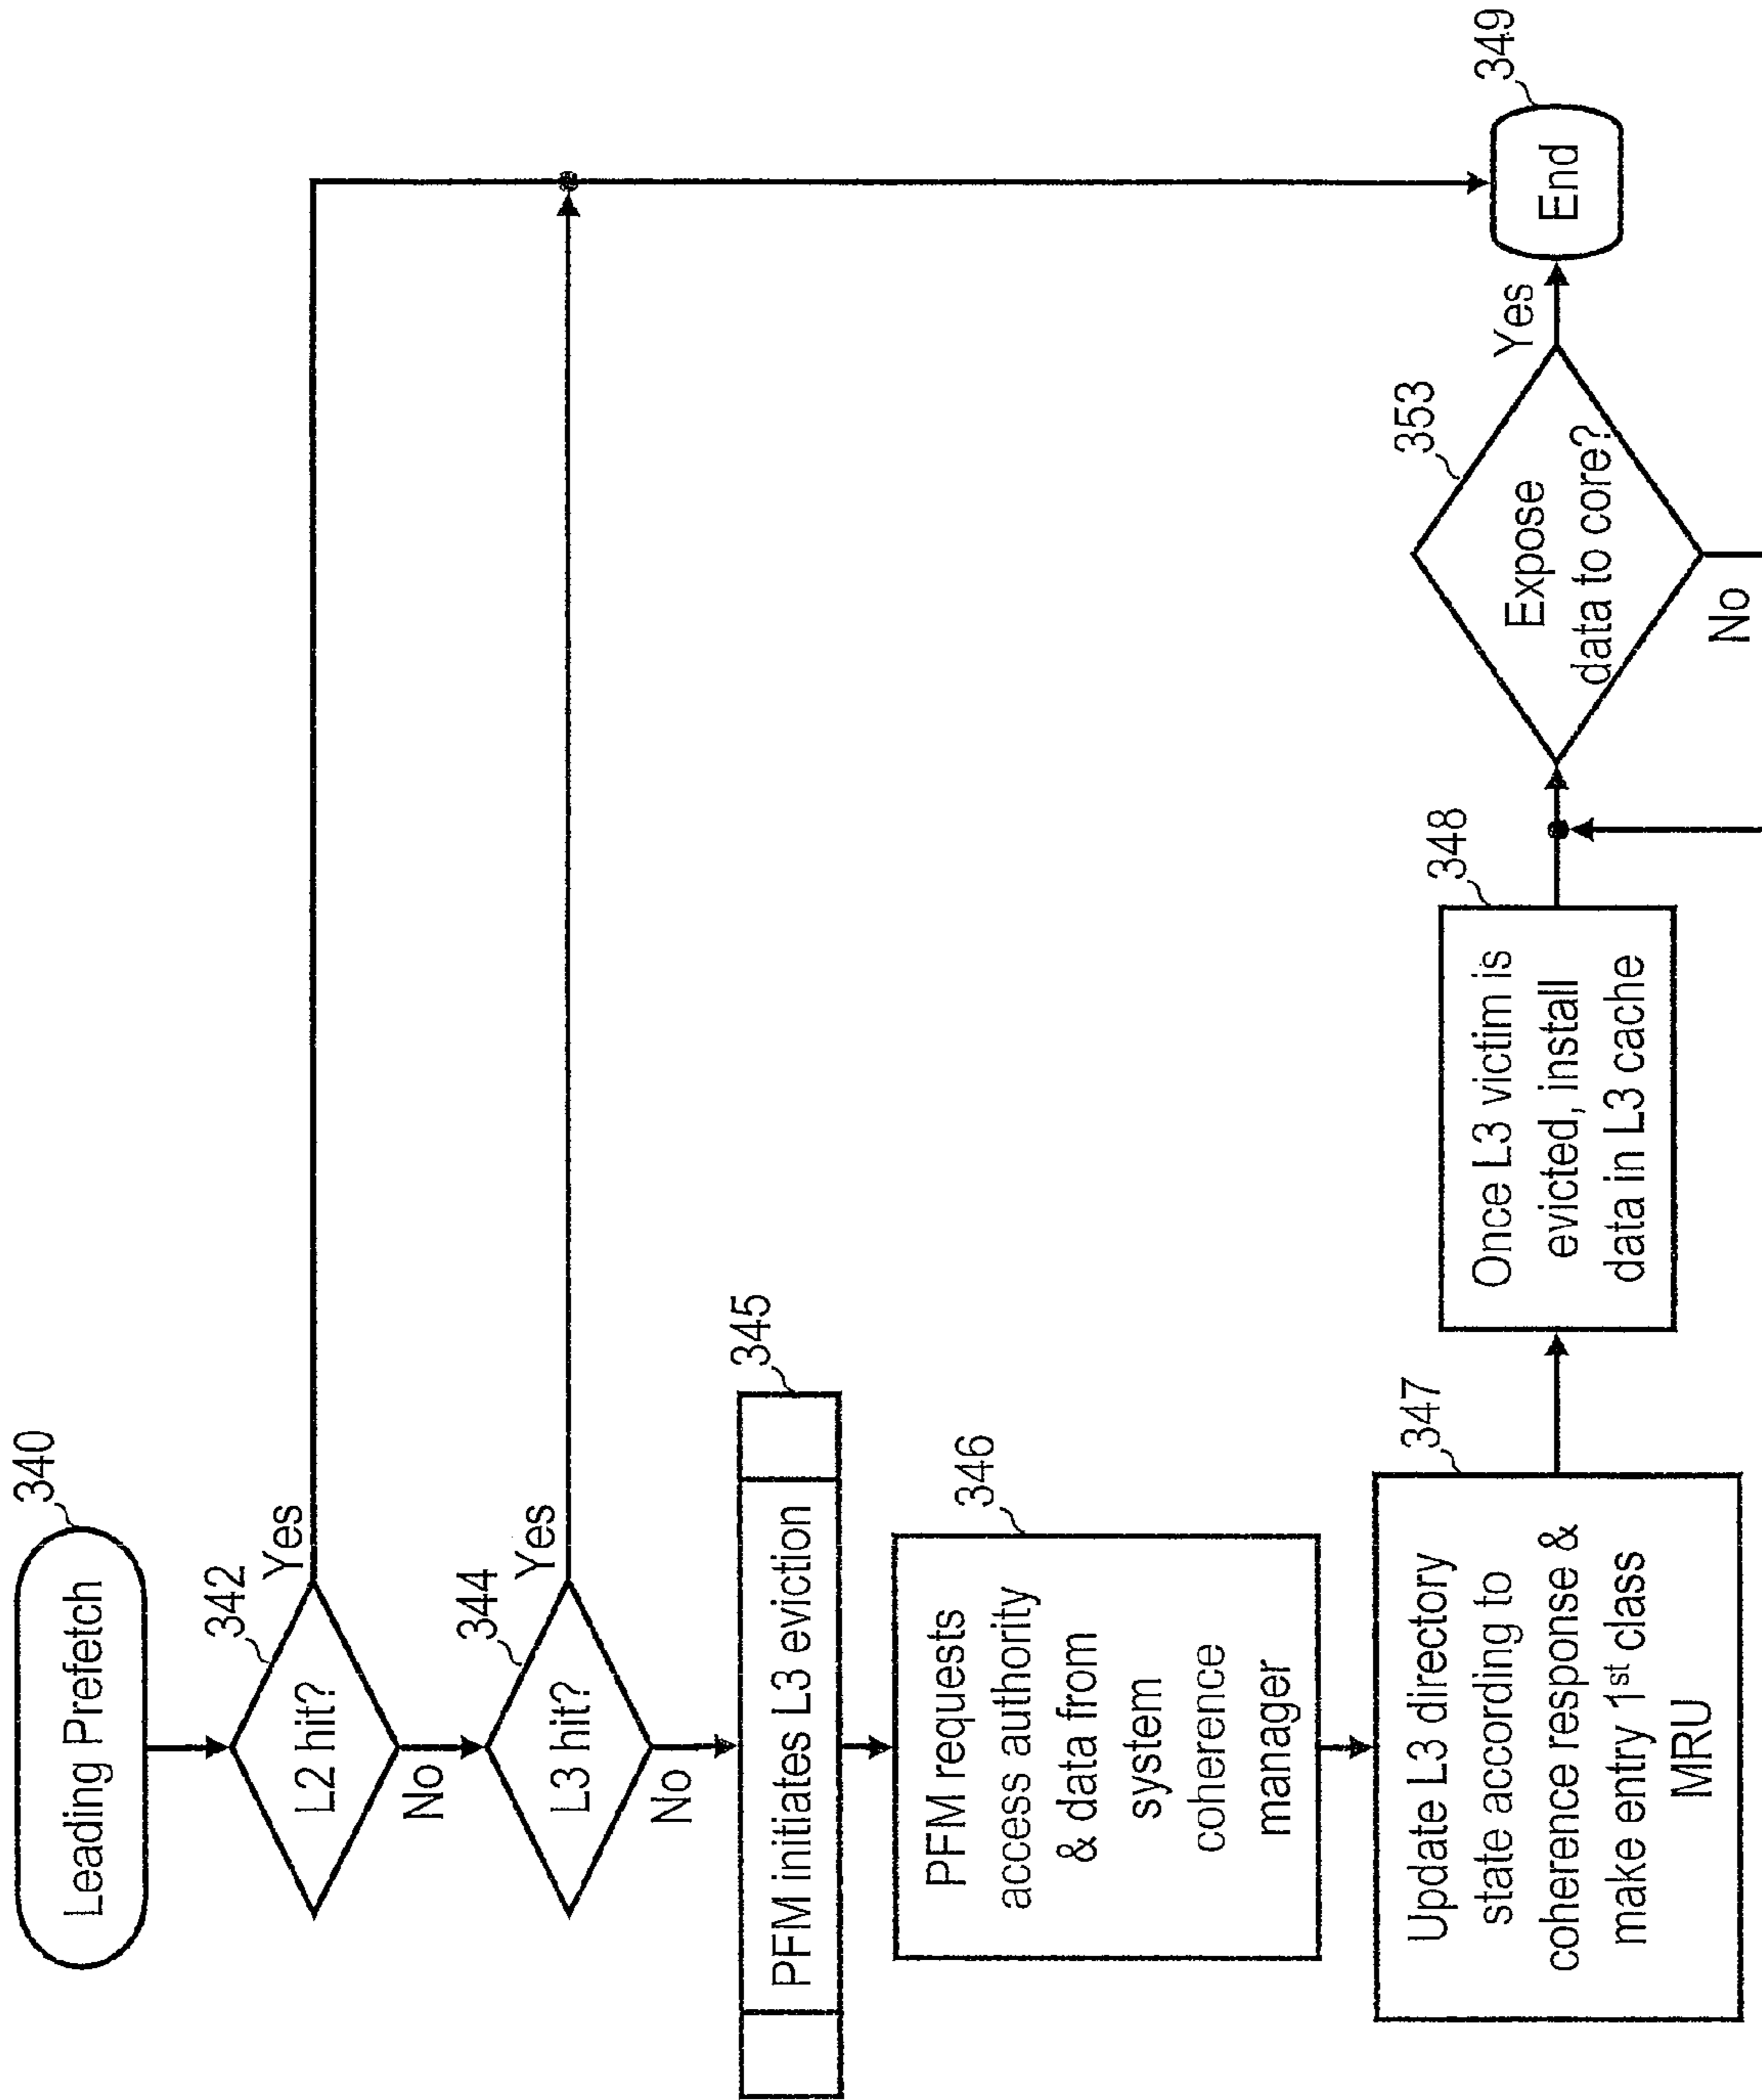 340
Leading Prefetch
342
L2 hit?
Yes
No
344
L3 hit?
Yes
No
345
PFM initiates L3 eviction
346
PFM requests
access authority
& data from
system
coherence
manager
347
Update L3 directory
state according to
coherence response &
make entry 1st class
MRU
348
Once L3 victim is
evicted, install
data in L3 cache
353
Expose
data to core?
Yes
No
349
End